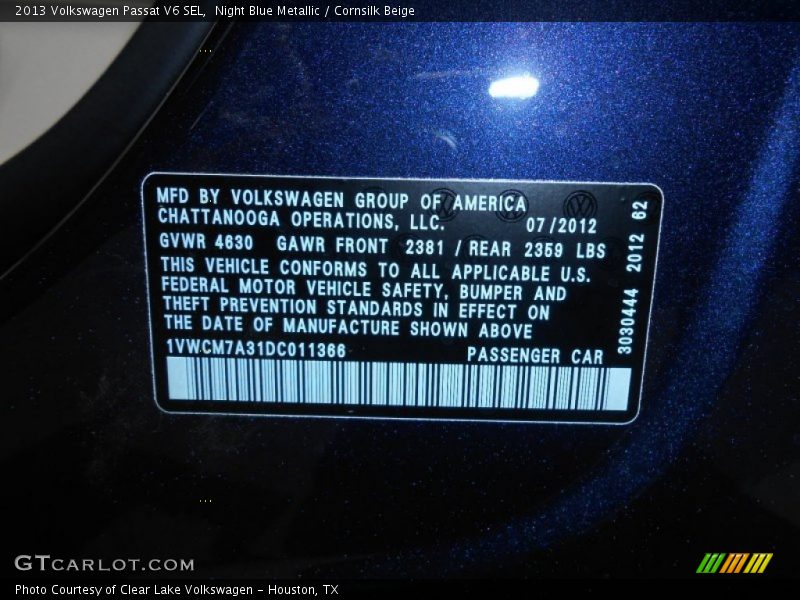 2013 Volkswagen Passat V6 SEL,  Night Blue Metallic / Cornsilk Beige
MFD BY VOLKSWAGEN GROUP OF AMERICA
CHATTANOOGA OPERATIONS, LLC.  07/2012
GVWR 4630  GAWR FRONT  2381 / REAR 2359 LBS
THIS VEHICLE CONFORMS TO ALL APPLICABLE U.S.
FEDERAL MOTOR VEHICLE SAFETY, BUMPER AND
THEFT PREVENTION STANDARDS IN EFFECT ON
THE DATE OF MANUFACTURE SHOWN ABOVE
1VWCM7A31DC011366  PASSENGER CAR
3030444  2012 62
GTCARLOT.COM
Photo Courtesy of Clear Lake Volkswagen - Houston, TX